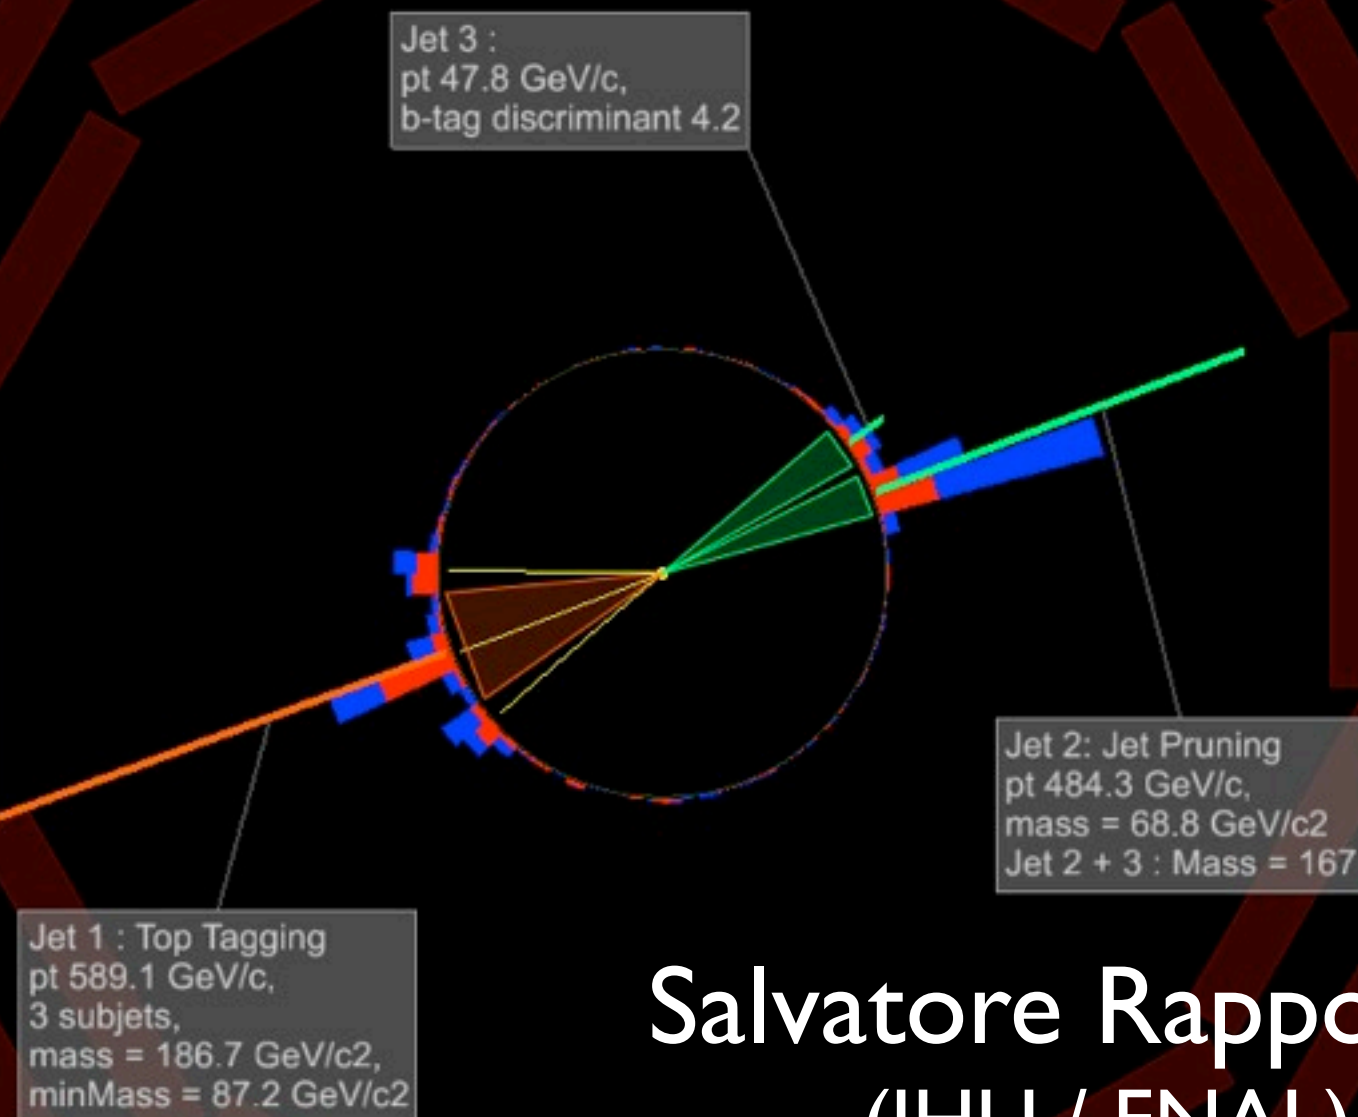 Jet 3 :
pt 47.8 GeV/c,
b-tag discriminant 4.2
Jet 2: Jet Pruning
pt 484.3 GeV/c,
mass = 68.8 GeV/c2
Jet 2 + 3 : Mass = 167
Jet 1 : Top Tagging
pt 589.1 GeV/c,
3 subjets,
mass = 186.7 GeV/c2,
minMass = 87.2 GeV/c2
Salvatore Rappo
(JHU / FNAL)